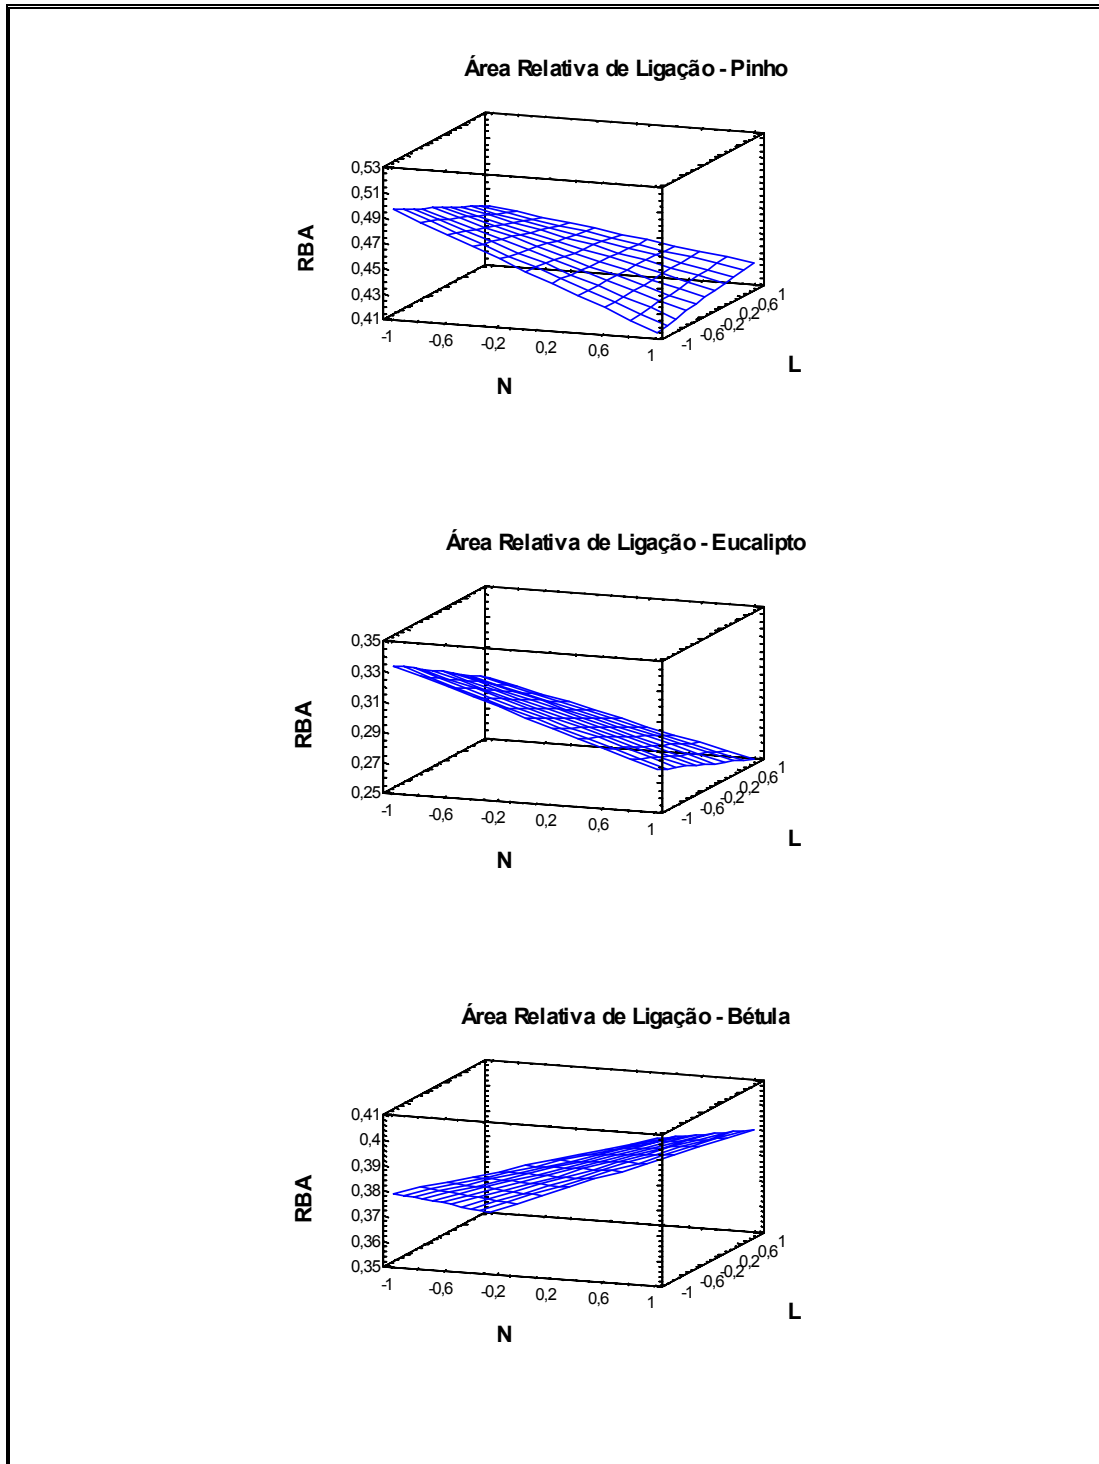 Área Relativa de Ligação - Pinho
RBA
0,53
0,51
0,49
0,47
0,45
0,43
0,41
-1 -0,6 -0,2 0,2 0,6 1
N
-1 -0,6 -0,2 0,2 0,6 1
L
Área Relativa de Ligação - Eucalipto
RBA
0,35
0,33
0,31
0,29
0,27
0,25
-1 -0,6 -0,2 0,2 0,6 1
N
-1 -0,6 -0,2 0,2 0,6 1
L
Área Relativa de Ligação - Bétula
RBA
0,41
0,4
0,39
0,38
0,37
0,36
0,35
-1 -0,6 -0,2 0,2 0,6 1
N
-1 -0,6 -0,2 0,2 0,6 1
L